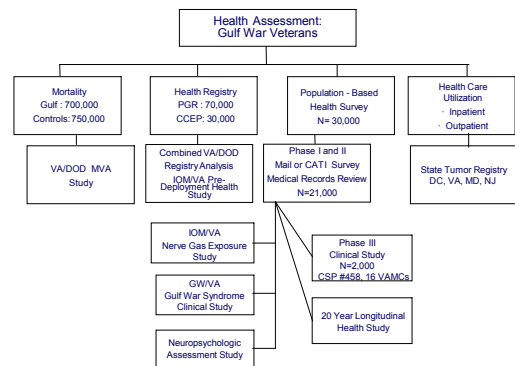 Health Assessment:
Gulf War Veterans
Mortality
Gulf : 700,000
Controls: 750,000
Health Registry
PGR : 70,000
CCEP: 30,000
Population - Based
Health Survey
N= 30,000
Health Care
Utilization
· Inpatient
· Outpatient
VA/DOD MVA
Study
Combined VA/DOD
Registry Analysis
IOM/VA Pre-
Deployment Health
Study
Phase I and II
Mail or CATI Survey
Medical Records Review
N=21,000
State Tumor Registry
DC, VA, MD, NJ
IOM/VA
Nerve Gas Exposure
Study
Phase III
Clinical Study
N=2,000
CSP #458, 16 VAMCs
GW/VA
Gulf War Syndrome
Clinical Study
20 Year Longitudinal
Health Study
Neuropsychologic
Assessment Study